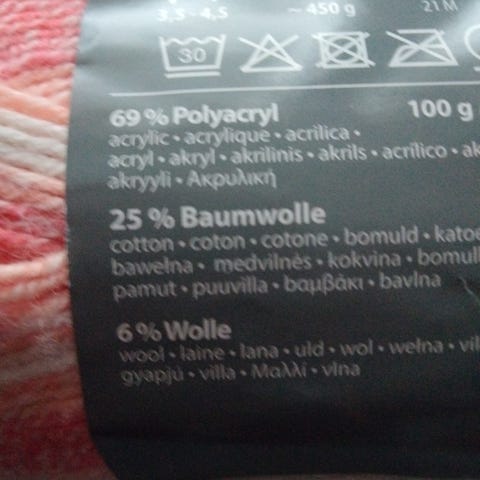 3,5 - 4,5 ~ 450 g 21 M
30
69 % Polyacryl 100 g
acrylic • acrylique • acrilica •
acryl • akryl • akrilinis • akrils • acrílico •
akryyli • Ακρυλική
25 % Baumwolle
cotton • coton • cotone • bomuld •
bawełna • medvilnės • kokvina •
pamut • puuvilla • βαμβάκι • bavlna
6 % Wolle
wool • laine • lana • uld • wol • wełna •
gyapjú • villa • Μαλλί • vlna